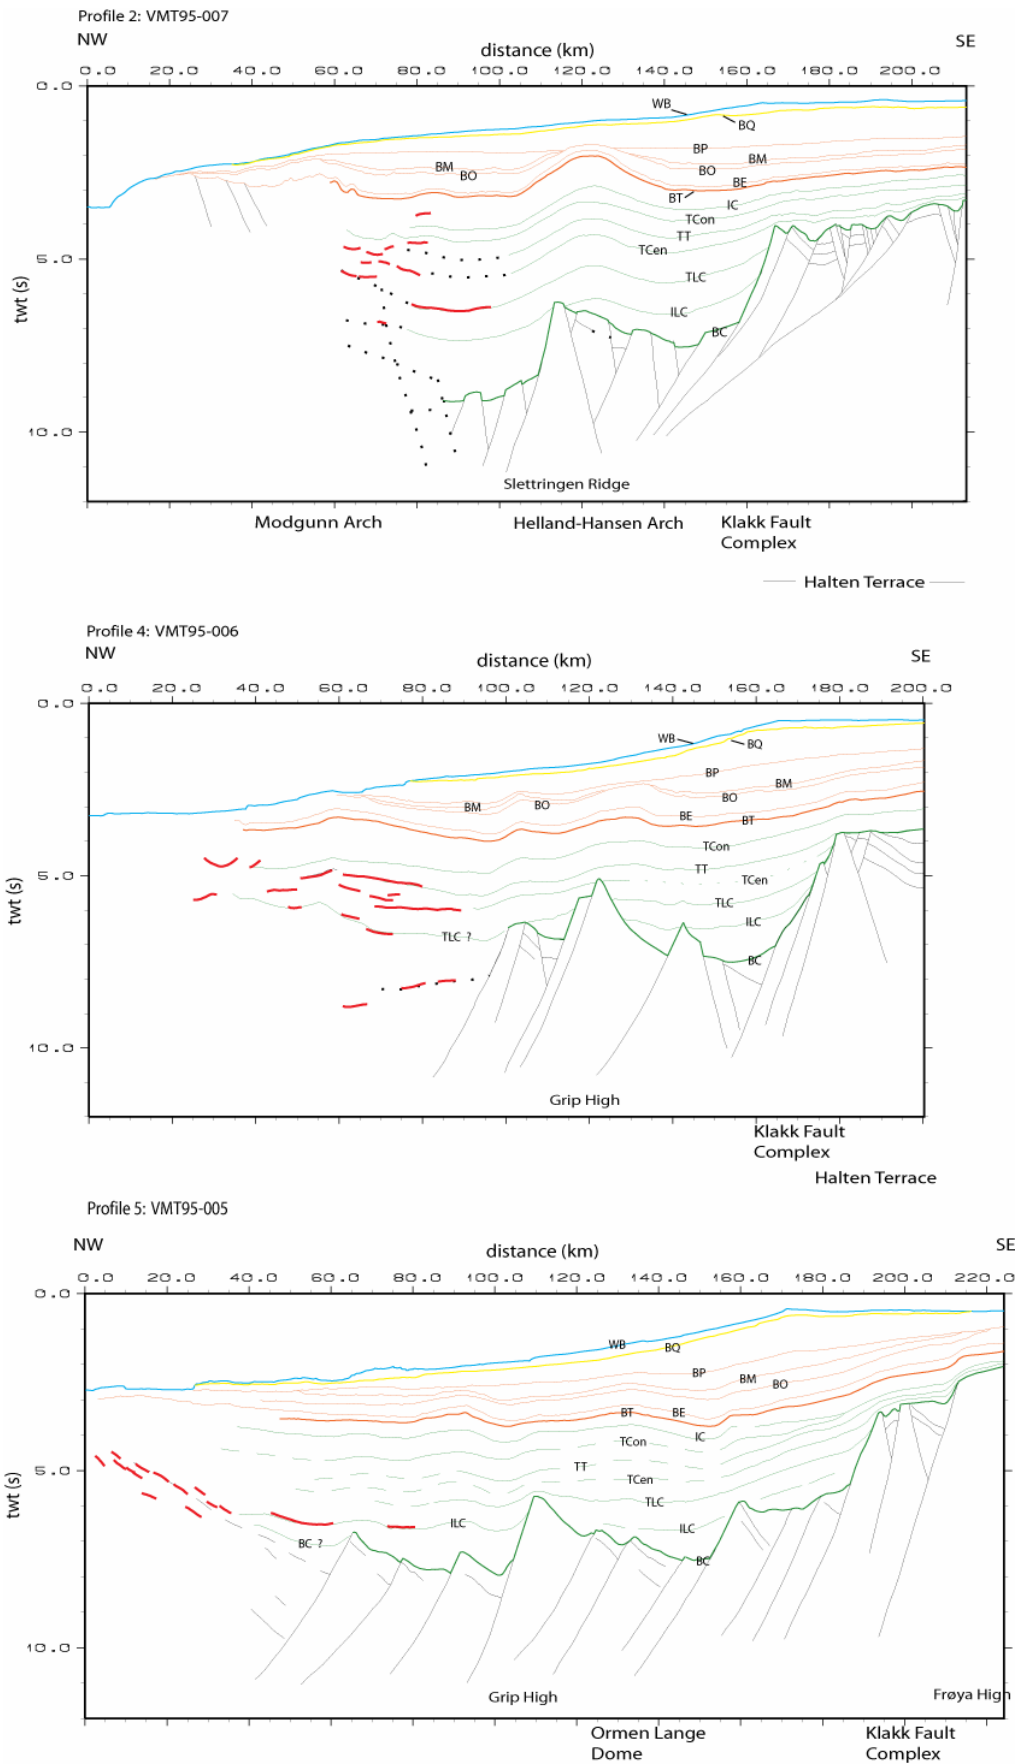 Profile 2: VMT95-007
NW
SE
distance (km)
0.0 20.0 40.0 60.0 80.0 100.0 120.0 140.0 160.0 180.0 200.0
0.0
WB
BQ
BP
BM
BM
BO
BO
BE
BT
IC
TCon
TT
TCen
5.0
twt (s)
TLC
ILC
BC
10.0
Slettringen Ridge
Modgunn Arch
Helland-Hansen Arch
Klakk Fault
Complex
Halten Terrace
Profile 4: VMT95-006
NW
SE
distance (km)
0.0 20.0 40.0 60.0 80.0 100.0 120.0 140.0 160.0 180.0 200.0
0.0
WB
BQ
BP
BM
BO
BM
BO
BE
BT
TCon
TT
5.0
TCen
twt (s)
TLC
ILC
TLC ?
BC
10.0
Grip High
Klakk Fault
Complex
Halten Terrace
Profile 5: VMT95-005
NW
SE
distance (km)
0.0 20.0 40.0 60.0 80.0 100.0 120.0 140.0 160.0 180.0 200.0 220.0
0.0
WB
BQ
BP
BM
BO
BT
BE
IC
TCon
TT
5.0
TCen
twt (s)
TLC
ILC
ILC
BC ?
BC
10.0
Grip High
Frøya High
Ormen Lange
Dome
Klakk Fault
Complex